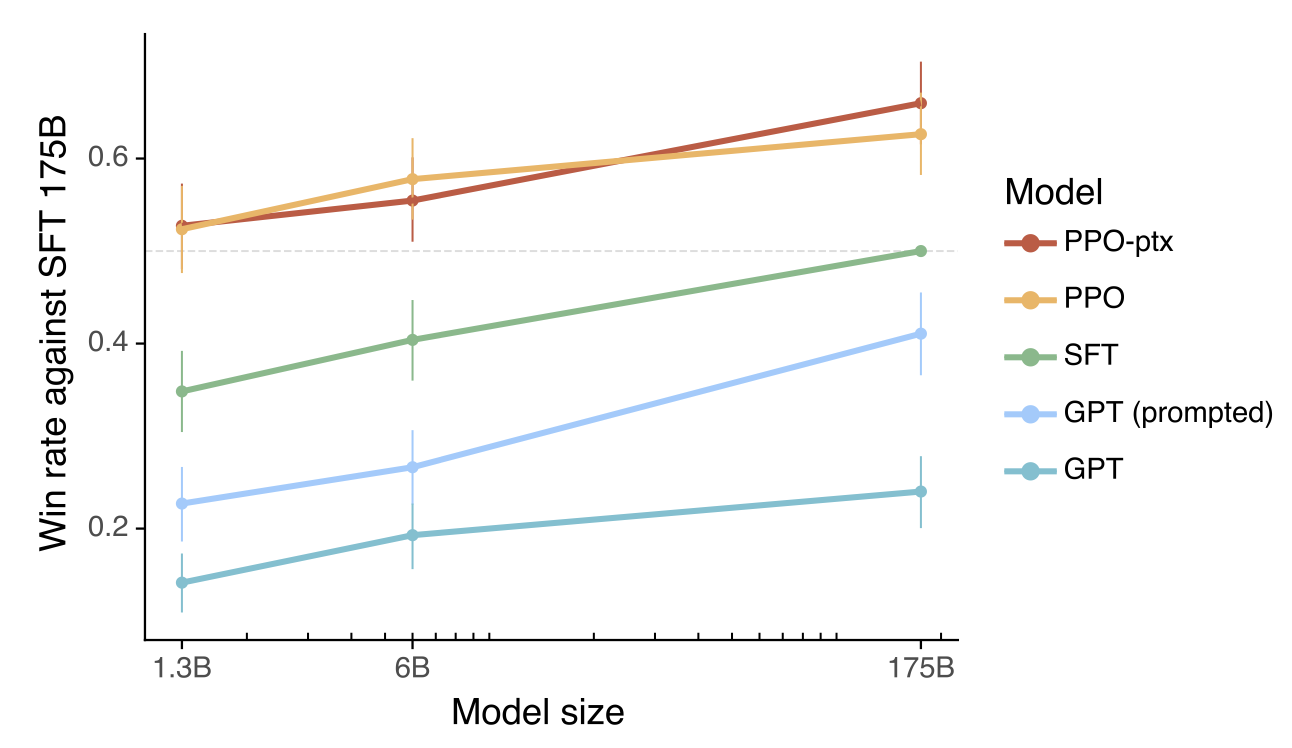 Win rate against SFT 175B
0.6
0.4
0.2
1.3B
6B
175B
Model size
Model
PPO-ptx
PPO
SFT
GPT (prompted)
GPT